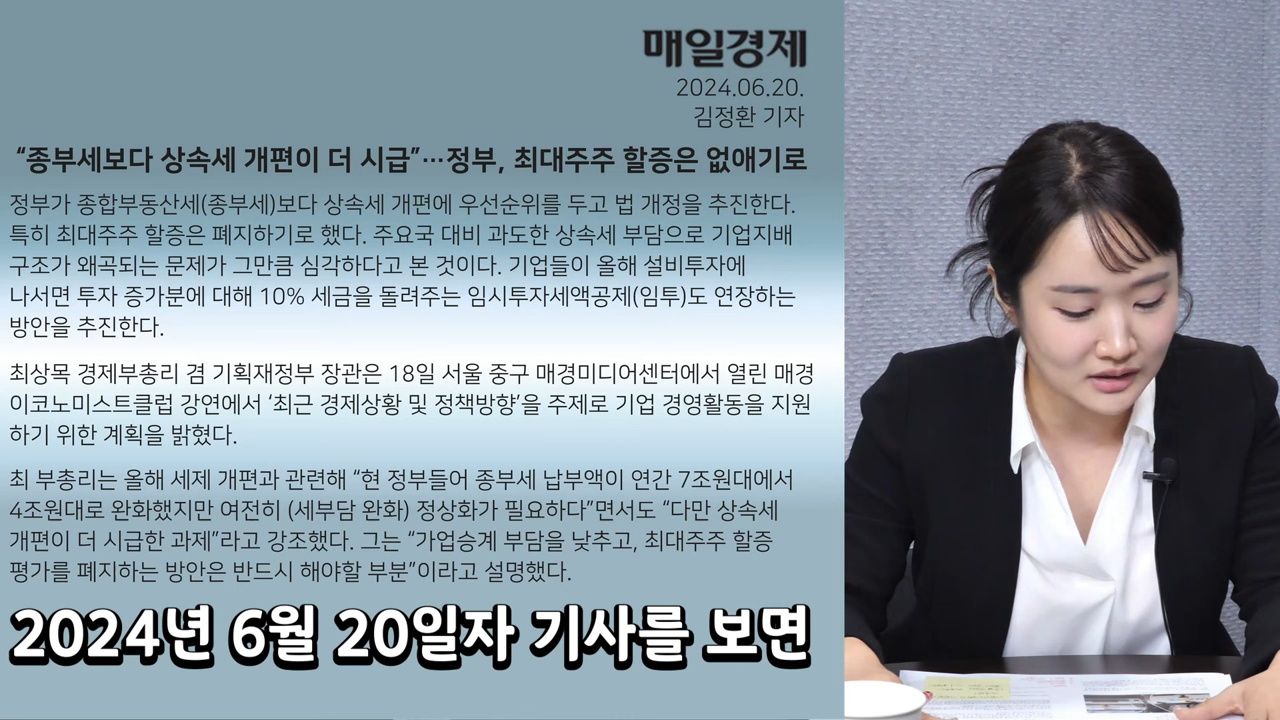 매일경제
2024.06.20.
김정환 기자
“종부세보다 상속세 개편이 더 시급”…정부, 최대주주 할증은 없애기로
정부가 종합부동산세(종부세)보다 상속세 개편에 우선순위를 두고 법 개정을 추진한다.
특히 최대주주 할증은 폐지하기로 했다. 주요국 대비 과도한 상속세 부담으로 기업지배
구조가 왜곡되는 문제가 그만큼 심각하다고 본 것이다. 기업들이 올해 설비투자에
나서면 투자 증가분에 대해 10% 세금을 돌려주는 임시투자세액공제(임투)도 연장하는
방안을 추진한다.
최상목 경제부총리 겸 기획재정부 장관은 18일 서울 중구 매경미디어센터에서 열린 매경
이코노미스트클럽 강연에서 ‘최근 경제상황 및 정책방향’을 주제로 기업 경영활동을 지원
하기 위한 계획을 밝혔다.
최 부총리는 올해 세제 개편과 관련해 “현 정부들어 종부세 납부액이 연간 7조원대에서
4조원대로 완화했지만 여전히 (세부담 완화) 정상화가 필요하다”면서도 “다만 상속세
개편이 더 시급한 과제”라고 강조했다. 그는 “가업승계 부담을 낮추고, 최대주주 할증
평가를 폐지하는 방안은 반드시 해야할 부분”이라고 설명했다.
2024년 6월 20일자 기사를 보면